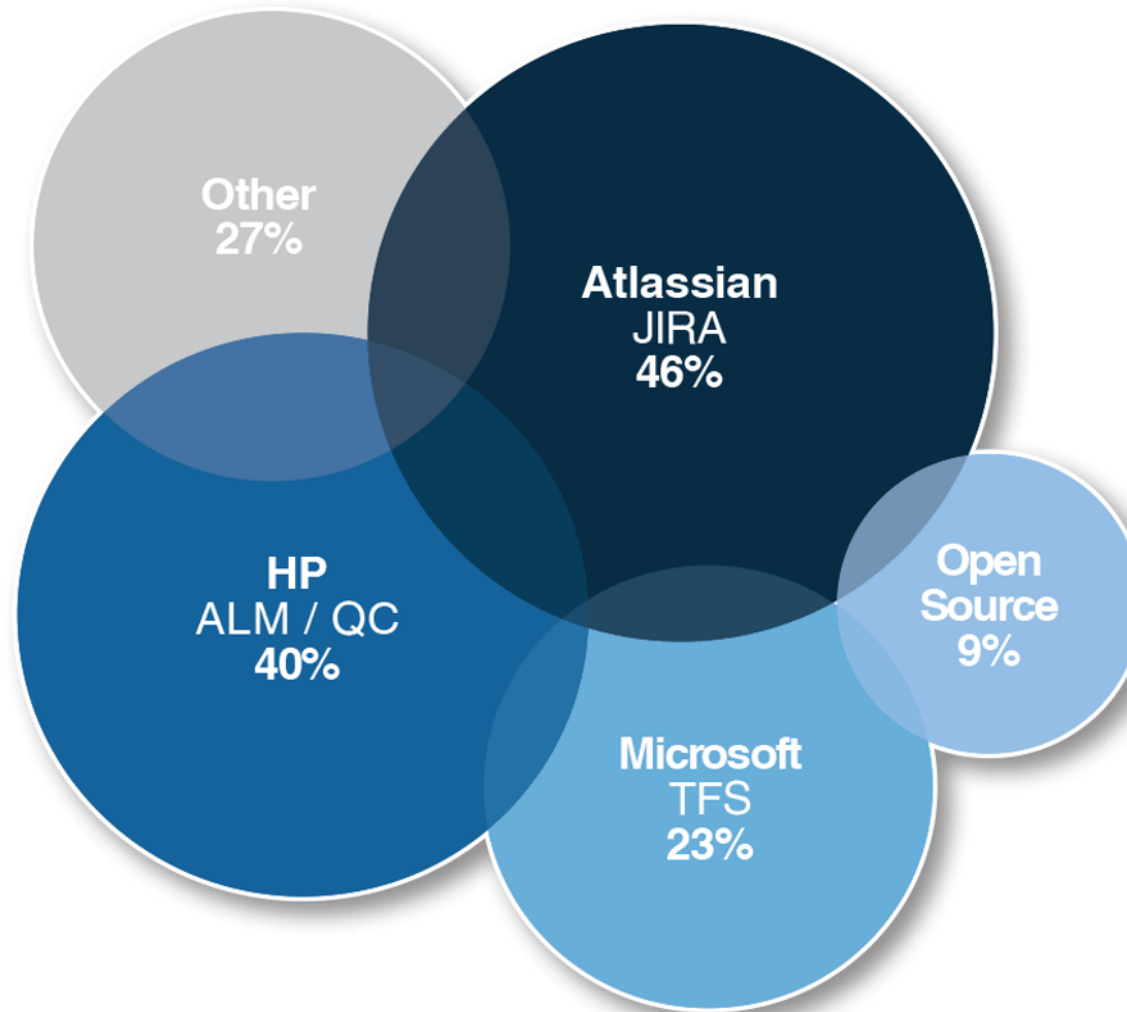 Other
27%
Atlassian
JIRA
46%
HP
ALM / QC
40%
Open
Source
9%
Microsoft
TFS
23%